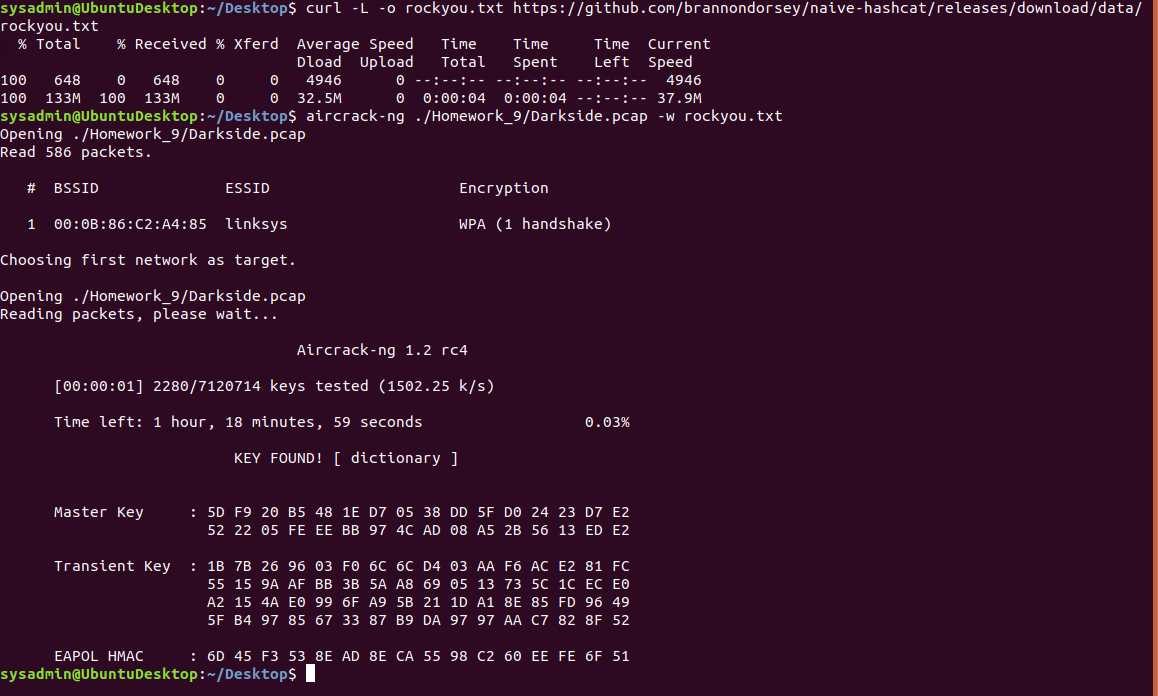 sysadmin@UbuntuDesktop:~/Desktop$ curl -L -o rockyou.txt https://github.com/brannondorsey/naive-hashcat/releases/download/data/
rockyou.txt
% Total % Received % Xferd Average Speed Time Time Time Current
Dload Upload Total Spent Left Speed
100 648 0 648 0 0 4946 0 --:--:-- --:--:-- --:--:-- 4946
100 133M 100 133M 0 0 32.5M 0 0:00:04 0:00:04 --:--:-- 37.9M
sysadmin@UbuntuDesktop:~/Desktop$ aircrack-ng ./Homework_9/Darkside.pcap -w rockyou.txt
Opening ./Homework_9/Darkside.pcap
Read 586 packets.
# BSSID ESSID Encryption
1 00:0B:86:C2:A4:85 linksys WPA (1 handshake)
Choosing first network as target.
Opening ./Homework_9/Darkside.pcap
Reading packets, please wait...
Aircrack-ng 1.2 rc4
[00:00:01] 2280/7120714 keys tested (1502.25 k/s)
Time left: 1 hour, 18 minutes, 59 seconds 0.03%
KEY FOUND! [ dictionary ]
Master Key : 5D F9 20 B5 48 1E D7 05 38 DD 5F D0 24 23 D7 E2
52 22 05 FE EE BB 97 4C AD 08 A5 2B 56 13 ED E2
Transient Key : 1B 7B 26 96 03 F0 6C 6C D4 03 AA F6 AC E2 81 FC
55 15 9A AF BB 3B 5A A8 69 05 13 73 5C 1C EC E0
A2 15 4A E0 99 6F A9 5B 21 1D A1 8E 85 FD 96 49
5F B4 97 85 67 33 87 B9 DA 97 97 AA C7 82 8F 52
EAPOL HMAC : 6D 45 F3 53 8E AD 8E CA 55 98 C2 60 EE FE 6F 51
sysadmin@UbuntuDesktop:~/Desktop$